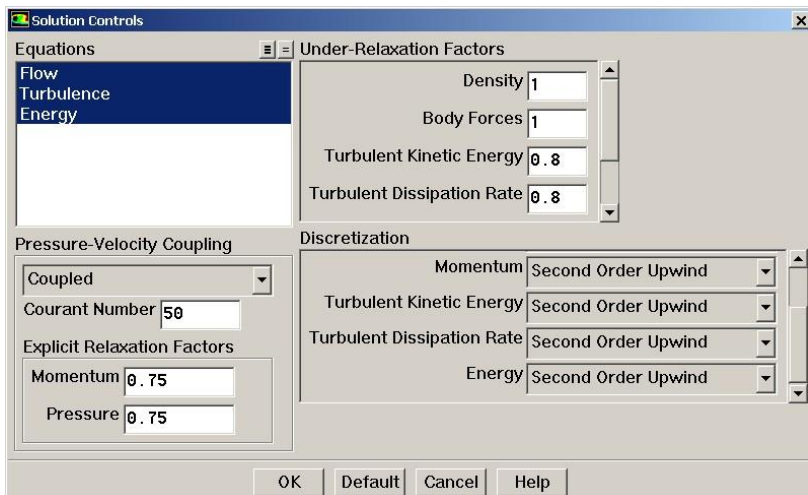 Solution Controls
Equations
Flow
Turbulence
Energy
Under-Relaxation Factors
Density 1
Body Forces 1
Turbulent Kinetic Energy 0.8
Turbulent Dissipation Rate 0.8
Pressure-Velocity Coupling
Coupled
Courant Number 50
Explicit Relaxation Factors
Momentum 0.75
Pressure 0.75
Discretization
Momentum Second Order Upwind
Turbulent Kinetic Energy Second Order Upwind
Turbulent Dissipation Rate Second Order Upwind
Energy Second Order Upwind
OK Default Cancel Help